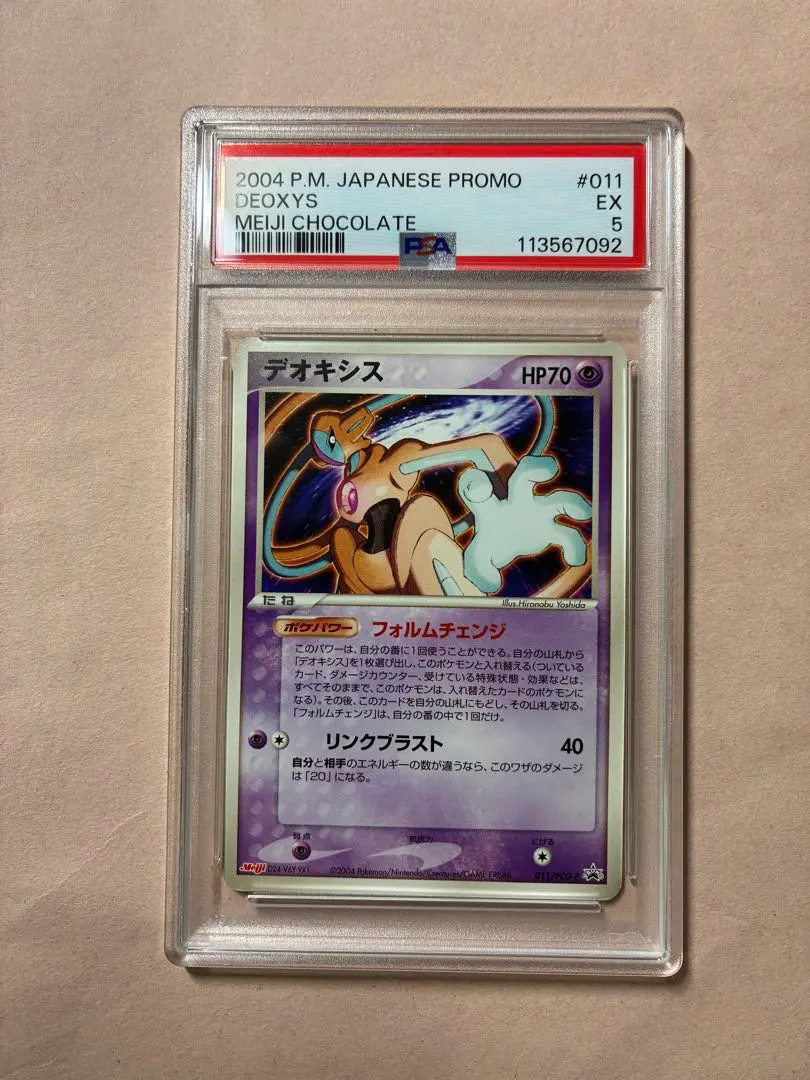 2004 P.M. JAPANESE PROMO #011
DEOXYS EX
MEIJI CHOCOLATE 5
PSA 113567092
デオキシス HP70
たね Illus.Hironobu Yoshida
ポケパワー フォルムチェンジ
このパワーは、自分の番に1回使うことができる。自分の山札から
「デオキシス」を1枚選び出し、このポケモンと入れ替える(ついている
カード、ダメージカウンター、受けている特殊状態・効果などは、
すべてそのままで、このポケモンは、入れ替えたカードのポケモンに
なる)。その後、このカードを自分の山札にもどし、その山札を切る。
「フォルムチェンジ」は、自分の番の中で1回だけ。
リンクブラスト 40
自分と相手のエネルギーの数が違うなら、このワザのダメージ
は「20」になる。
弱点 抵抗力 にげる
Meiji D24-V6Y-9X1 ©2004 Pokémon/Nintendo/Creatures/GAME FREAK 011/PCG-P